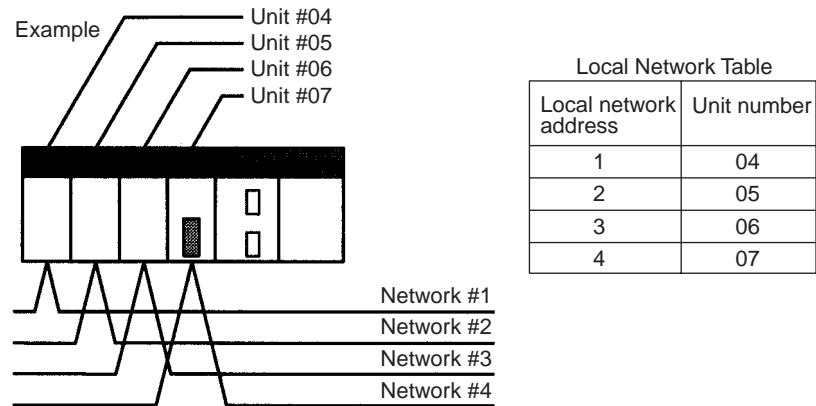 Example
Unit #04
Unit #05
Unit #06
Unit #07
Network #1
Network #2
Network #3
Network #4
Local Network Table
Local network address
Unit number
1 04
2 05
3 06
4 07